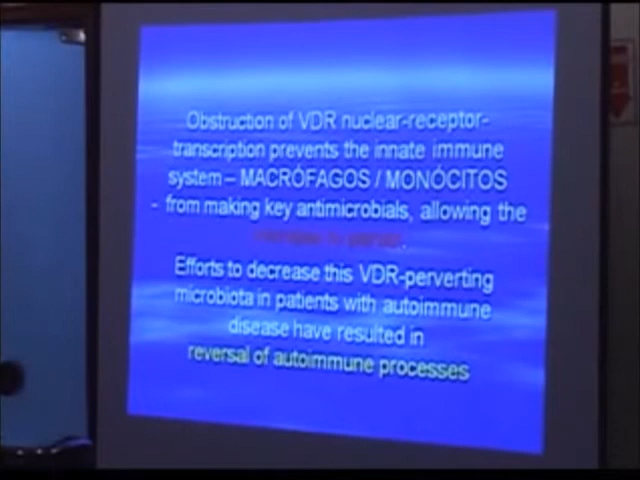 Obstruction of VDR nuclear-receptor-
transcription prevents the innate immune
system – MACRÓFAGOS / MONÓCITOS
- from making key antimicrobials, allowing the
Efforts to decrease this VDR-perverting
microbiota in patients with autoimmune
disease have resulted in
reversal of autoimmune processes